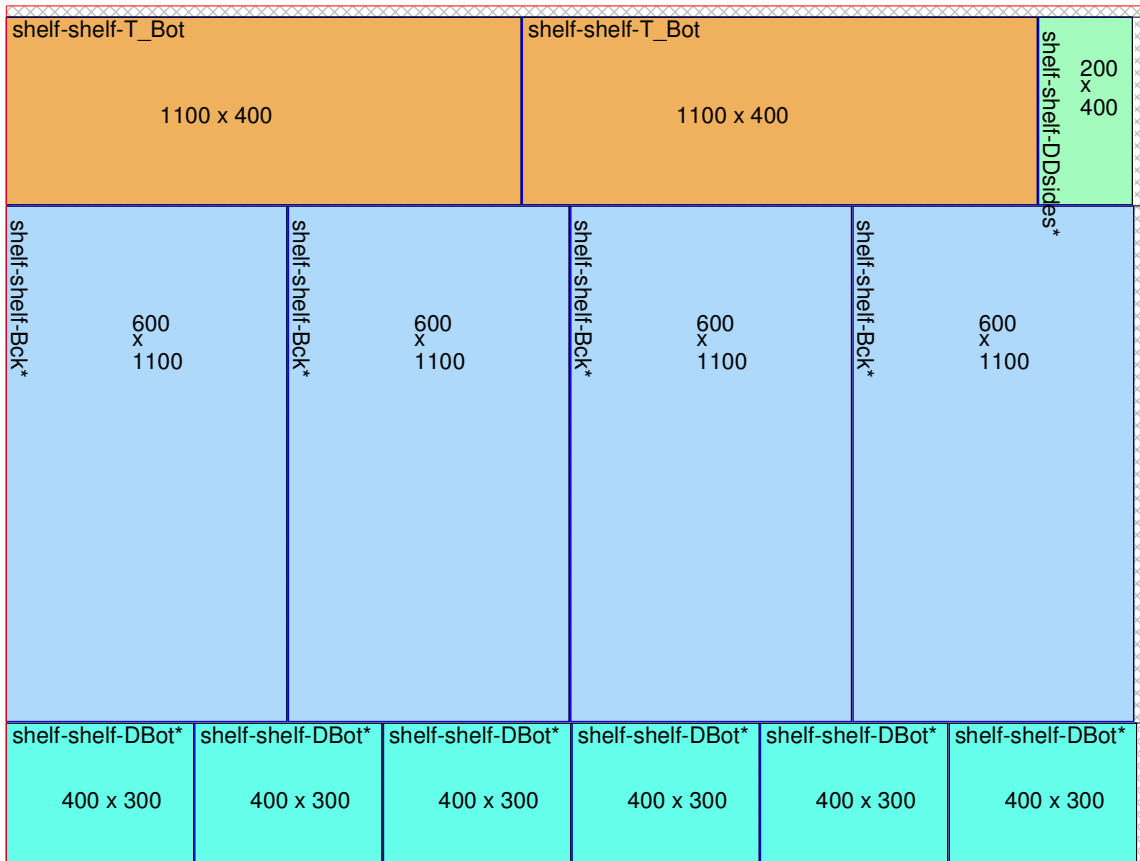 shelf-shelf-T_Bot
1100 x 400
shelf-shelf-T_Bot
1100 x 400
shelf-shelf-DDsides*
200
x
400
shelf-shelf-Bck*
600
x
1100
shelf-shelf-Bck*
600
x
1100
shelf-shelf-Bck*
600
x
1100
shelf-shelf-Bck*
600
x
1100
shelf-shelf-DBot*
400 x 300
shelf-shelf-DBot*
400 x 300
shelf-shelf-DBot*
400 x 300
shelf-shelf-DBot*
400 x 300
shelf-shelf-DBot*
400 x 300
shelf-shelf-DBot*
400 x 300